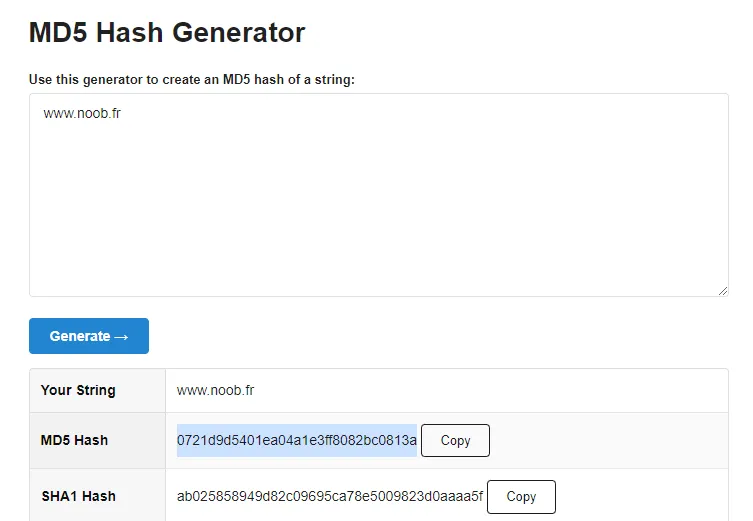 MD5 Hash Generator
Use this generator to create an MD5 hash of a string:
www.noob.fr
Generate →
Your String www.noob.fr
MD5 Hash 0721d9d5401ea04a1e3ff8082bc0813a Copy
SHA1 Hash ab025858949d82c09695ca78e5009823d0aaaa5f Copy